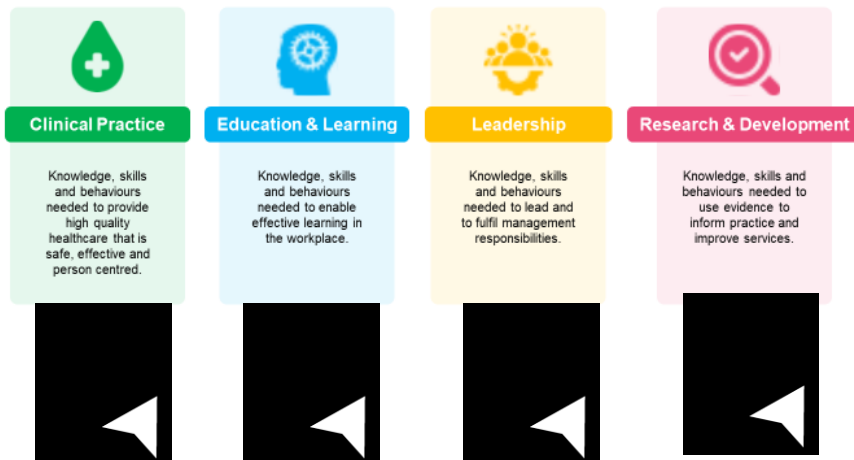 Clinical Practice
Knowledge, skills
and behaviours
needed to provide
high quality
healthcare that is
safe, effective and
person centred.
Education & Learning
Knowledge, skills
and behaviours
needed to enable
effective learning in
the workplace.
Leadership
Knowledge, skills
and behaviours
needed to lead and
to fulfil management
responsibilities.
Research & Development
Knowledge, skills and
behaviours needed to
use evidence to
inform practice and
improve services.